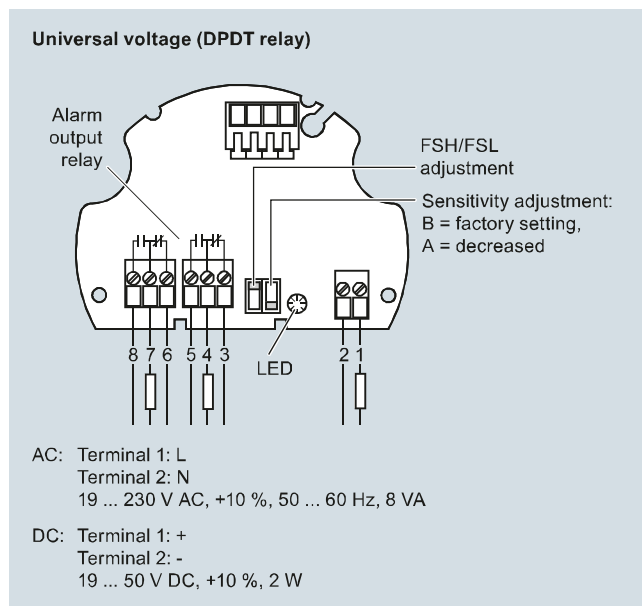 Universal voltage (DPDT relay)
Alarm
output
relay
FSH/FSL
adjustment
Sensitivity adjustment:
B = factory setting,
A = decreased
8 7 6 5 4 3
LED
2 1
AC: Terminal 1: L
Terminal 2: N
19 ... 230 V AC, +10 %, 50 ... 60 Hz, 8 VA
DC: Terminal 1: +
Terminal 2: -
19 ... 50 V DC, +10 %, 2 W